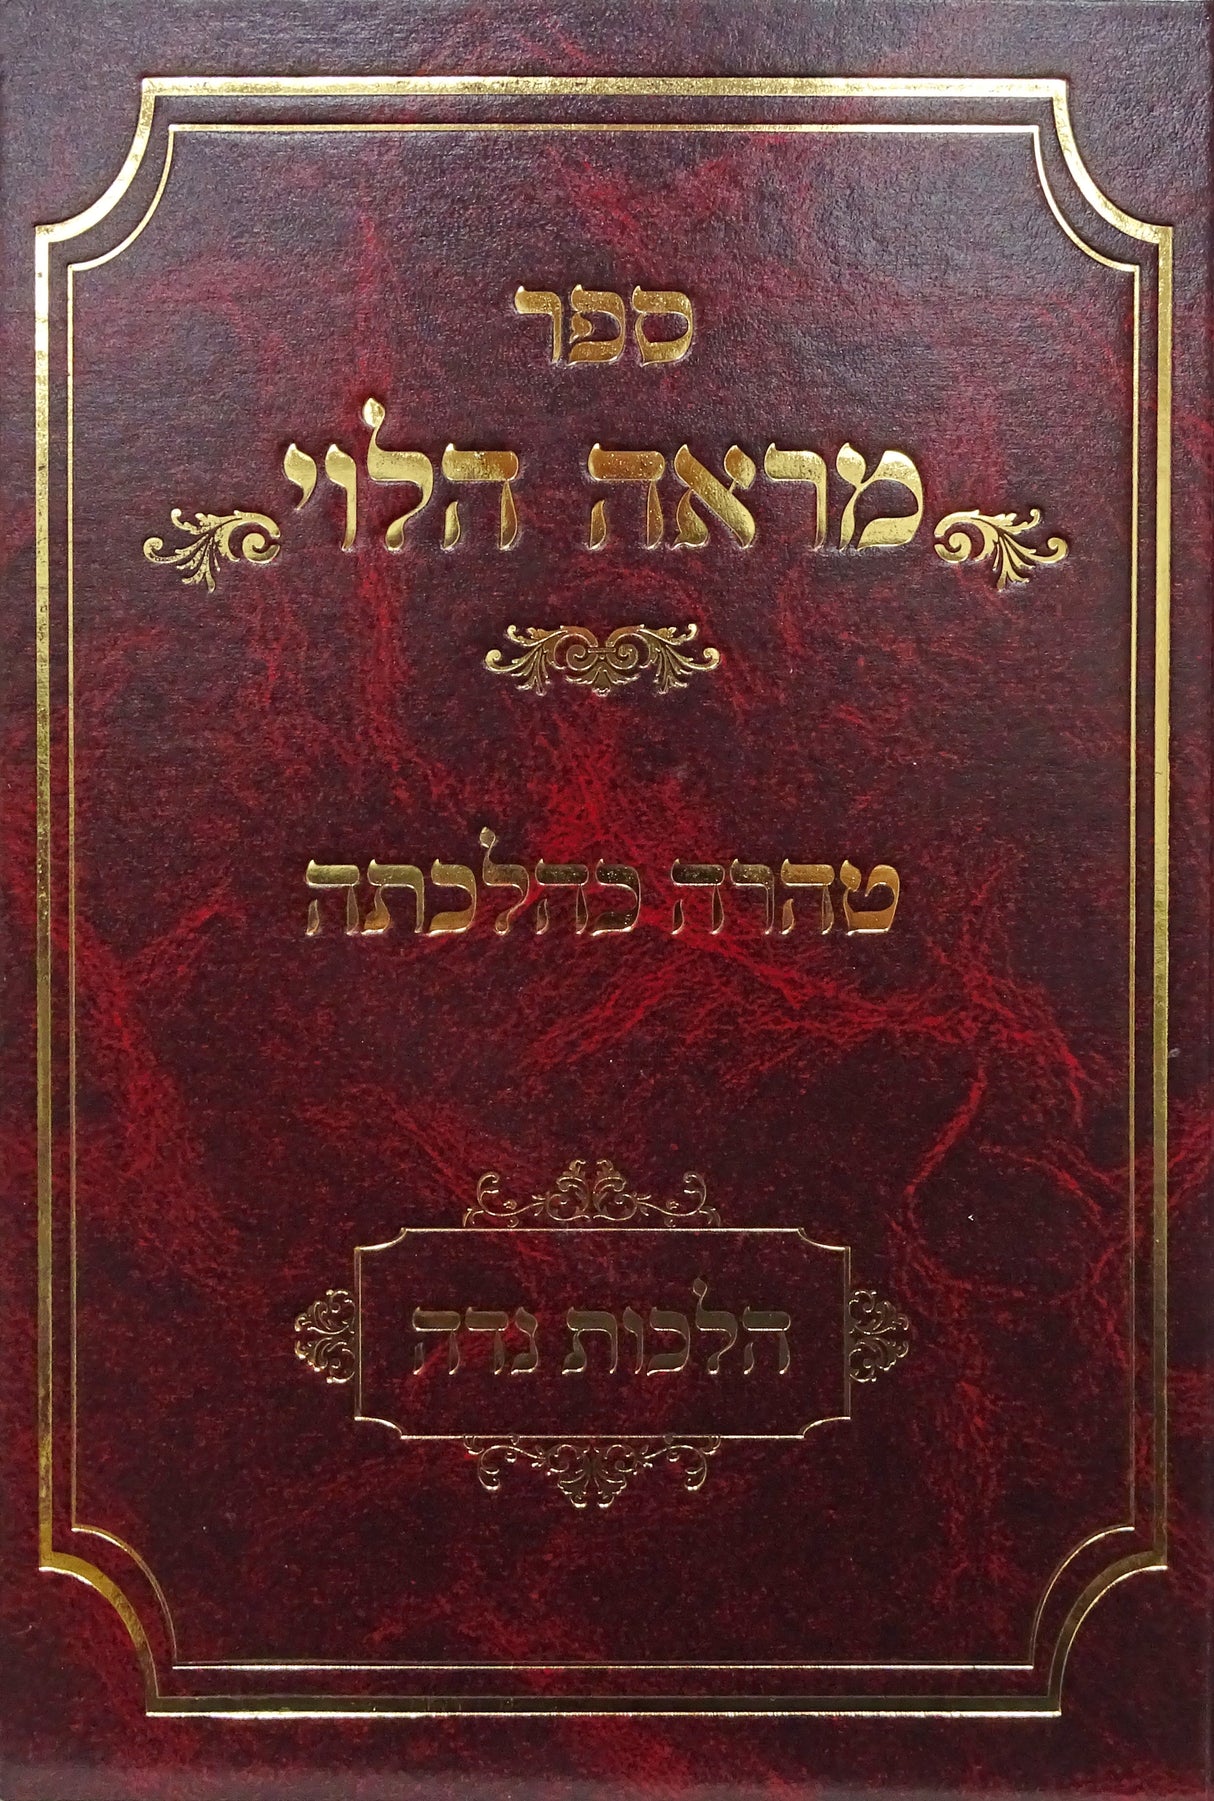 ספר
מראה הלוי
טהרה כהלכתה
הלכות נדה